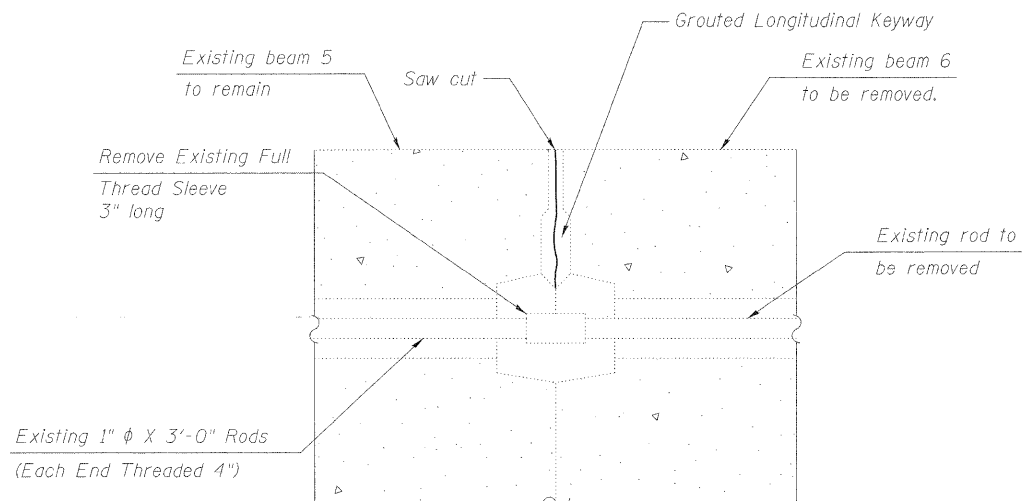 Grouted Longitudinal Keyway
Existing beam 5
to remain
Saw cut
Existing beam 6
to be removed.
Remove Existing Full
Thread Sleeve
3" long
Existing rod to
be removed
Existing 1" ϕ X 3'-0" Rods
(Each End Threaded 4")